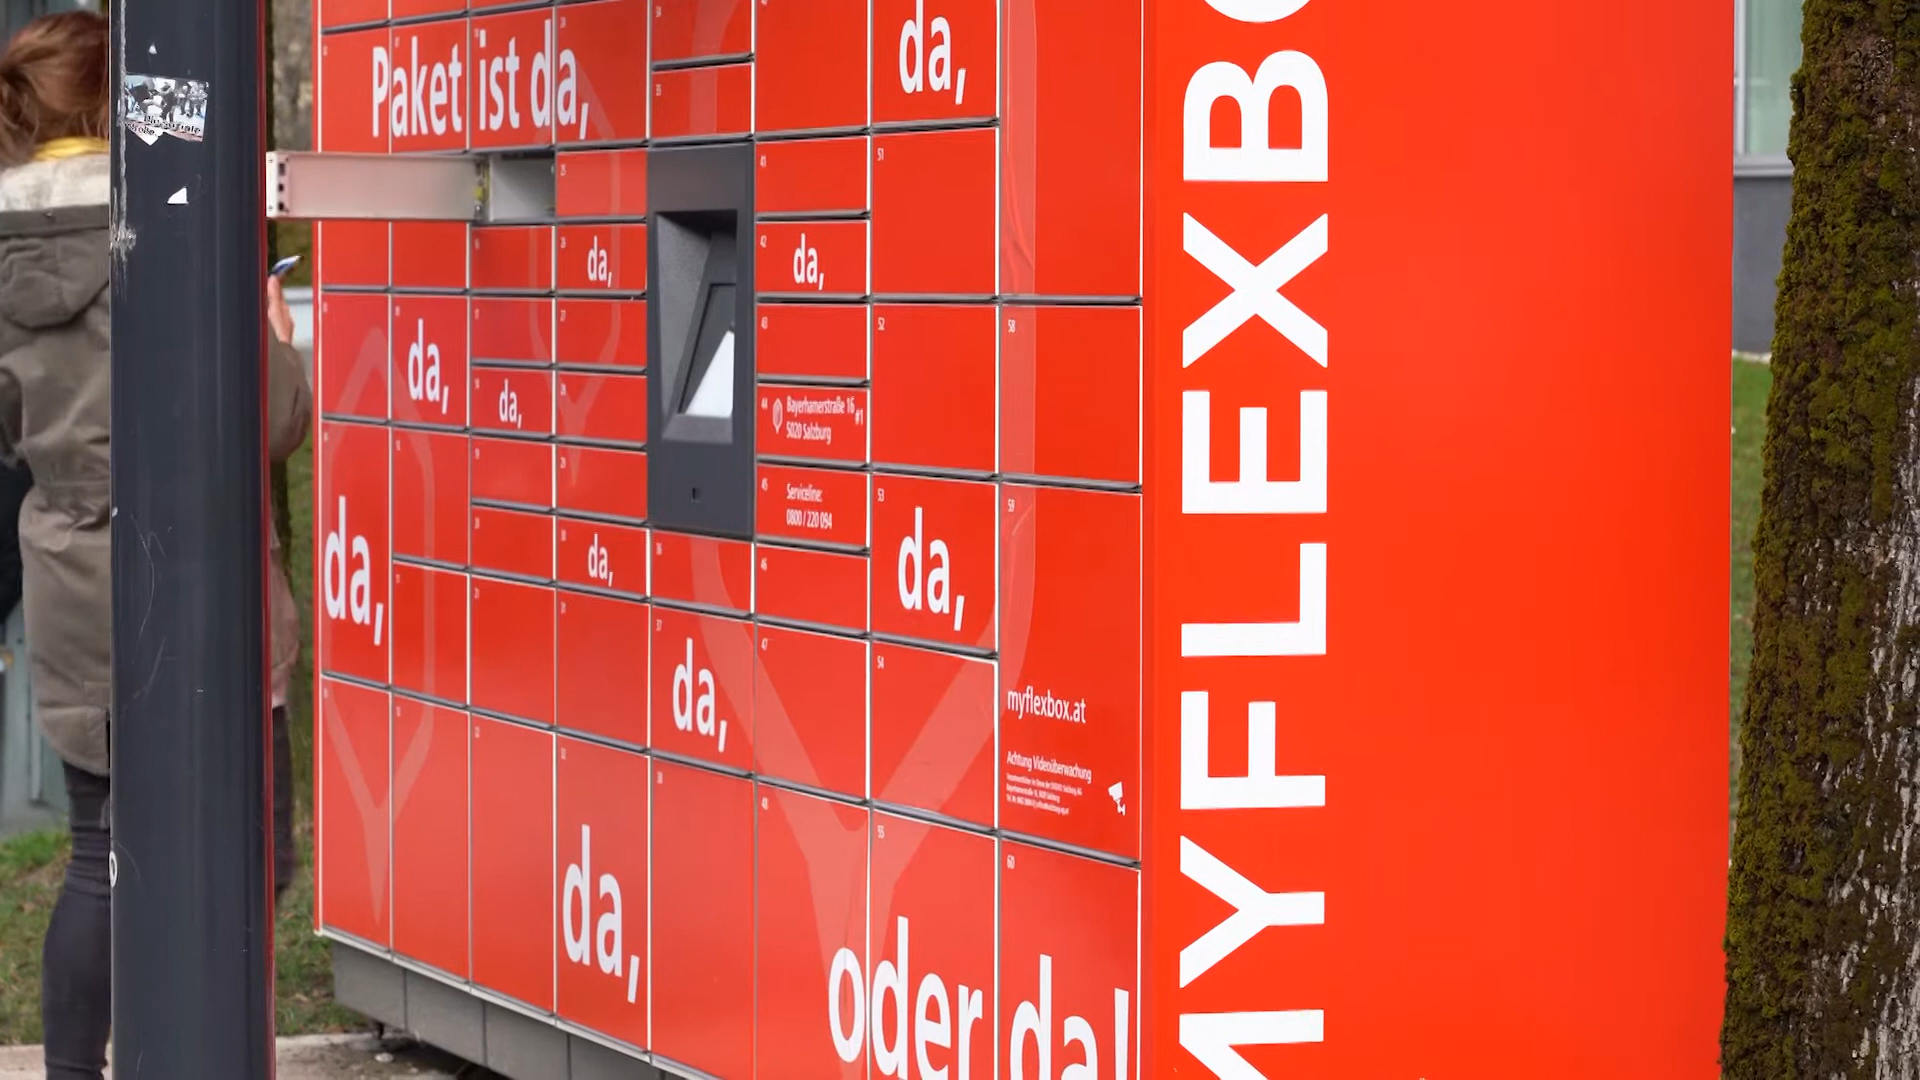 Paket ist da,
da,
da,
da,
da,
da,
da,
da,
da,
da,
da,
oder da!
Bayerhamerstraße 16 #1
5020 Salzburg
Serviceline:
0800 / 220 094
myflexbox.at
Achtung Videoüberwachung
MYFLEXBO